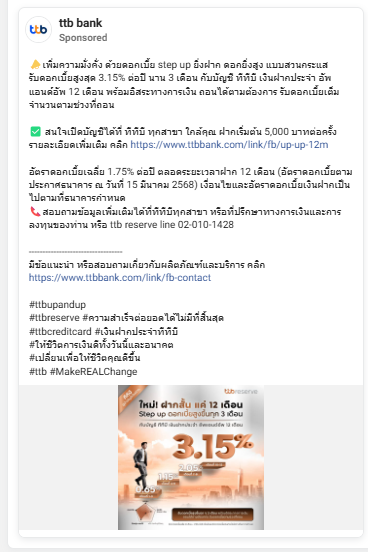 ttb
ttb bank
Sponsored
👍 เพิ่มความมั่งคั่ง ด้วยดอกเบี้ย step up ยิ่งฝาก ดอกยิ่งสูง แบบสวนกระแส
รับดอกเบี้ยสูงสุด 3.15% ต่อปี นาน 3 เดือน กับบัญชี ทีทีบี เงินฝากประจำ อัพ
แอนด์อัพ 12 เดือน พร้อมอิสระทางการเงิน ถอนได้ตามต้องการ รับดอกเบี้ยเต็ม
จำนวนตามช่วงที่ถอน
✅ สนใจเปิดบัญชีได้ที่ ทีทีบี ทุกสาขา ใกล้คุณ ฝากเริ่มต้น 5,000 บาทต่อครั้ง
รายละเอียดเพิ่มเติม คลิก https://www.ttbbank.com/link/fb/up-up-12m
อัตราดอกเบี้ยเฉลี่ย 1.75% ต่อปี ตลอดระยะเวลาฝาก 12 เดือน (อัตราดอกเบี้ยตาม
ประกาศธนาคาร ณ วันที่ 15 มีนาคม 2568) เงื่อนไขและอัตราดอกเบี้ยเงินฝากเป็น
ไปตามที่ธนาคารกำหนด
📞 สอบถามข้อมูลเพิ่มเติมได้ที่ทีทีบีทุกสาขา หรือที่ปรึกษาทางการเงินและการ
ลงทุนของท่าน หรือ ttb reserve line 02-010-1428
---------------------------------
มีข้อแนะนำ หรือสอบถามเกี่ยวกับผลิตภัณฑ์และบริการ คลิก
https://www.ttbbank.com/link/fb-contact
#ttbupandup
#ttbreserve #ความสำเร็จต่อยอดได้ไม่มีที่สิ้นสุด
#ttbcreditcard #เงินฝากประจำทีทีบี
#ให้ชีวิตการเงินดีทั้งวันนี้และอนาคต
#เปลี่ยนเพื่อให้ชีวิตคุณดีขึ้น
#ttb #MakeREALChange
ttb reserve
ใหม่! ฝากสั้น แค่ 12 เดือน
Step up ดอกเบี้ยสูงขึ้นทุก 3 เดือน
3.15%
2.05%
1.15%
0.65%